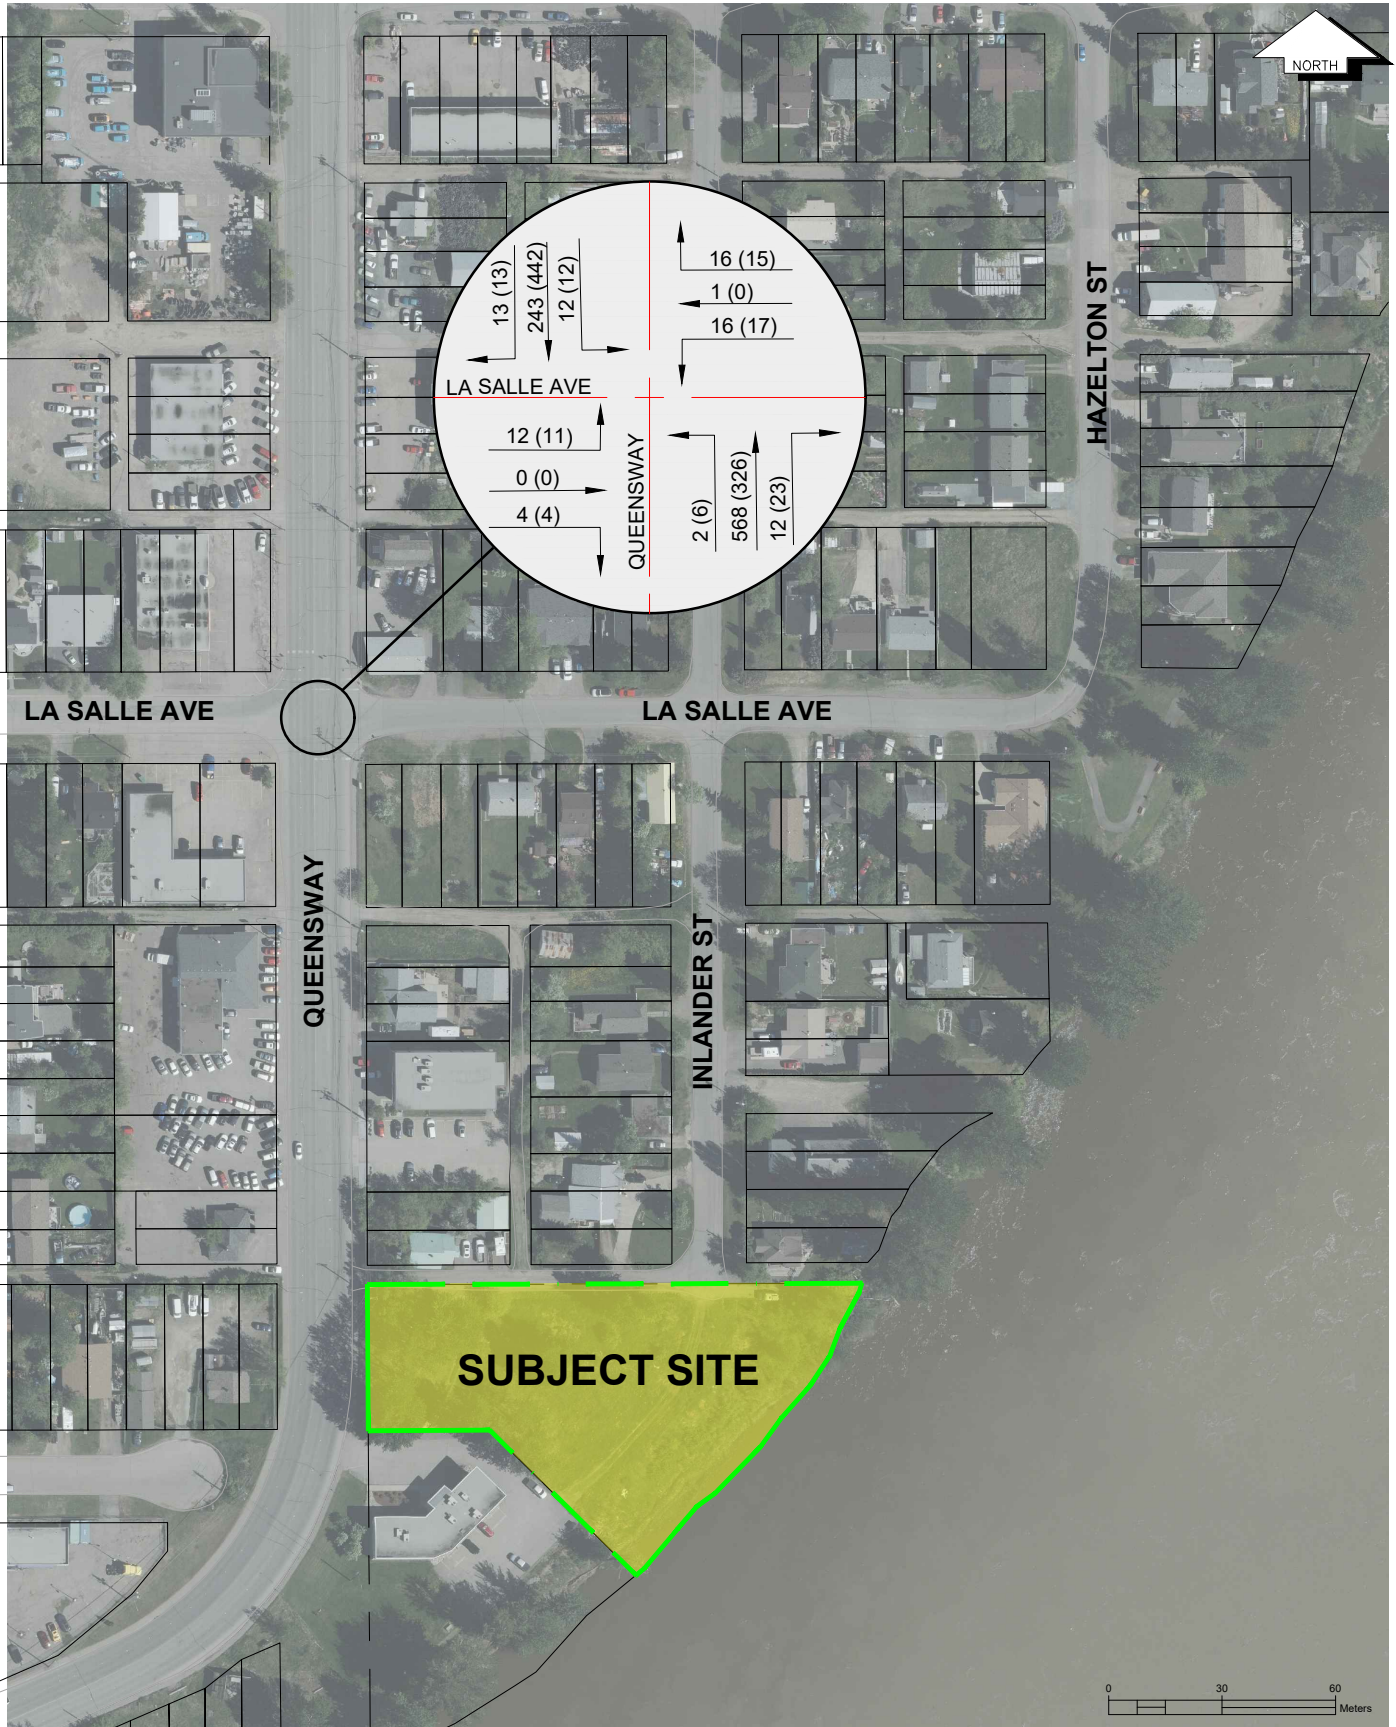 NORTH
13 (13)
243 (442)
12 (12)
16 (15)
1 (0)
16 (17)
LA SALLE AVE
12 (11)
0 (0)
4 (4)
QUEENSWAY
2 (6)
568 (326)
12 (23)
HAZELTON ST
LA SALLE AVE
LA SALLE AVE
QUEENSWAY
INLANDER ST
SUBJECT SITE
0 30 60
Meters